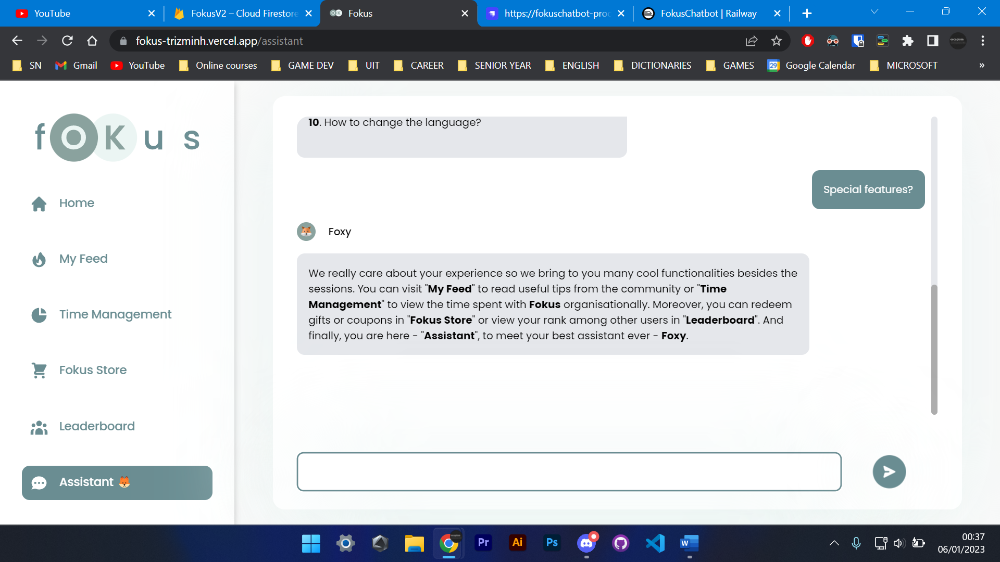 YouTube
FokusV2 – Cloud Firestore
Fokus
https://fokuschatbot-proc
FokusChatbot | Railway
fokus-trizminh.vercel.app/assistant
SN
Gmail
YouTube
Online courses
GAME DEV
UIT
CAREER
SENIOR YEAR
ENGLISH
DICTIONARIES
GAMES
29
Google Calendar
MICROSOFT
»
fOKus
Home
My Feed
Time Management
Fokus Store
Leaderboard
Assistant
10. How to change the language?
Special features?
Foxy
We really care about your experience so we bring to you many cool functionalities besides the
sessions. You can visit "My Feed" to read useful tips from the community or "Time
Management" to view the time spent with Fokus organisationally. Moreover, you can redeem
gifts or coupons in "Fokus Store" or view your rank among other users in "Leaderboard". And
finally, you are here - "Assistant", to meet your best assistant ever - Foxy.
Pr
Ai
Ps
W
00:37
06/01/2023